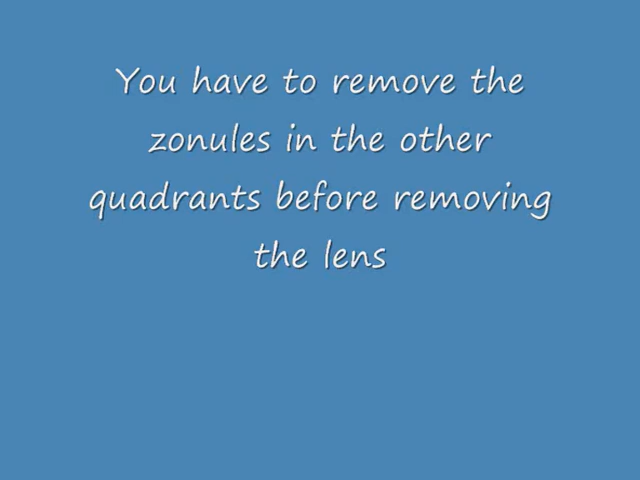 You have to remove the
zonules in the other
quadrants before removing
the lens